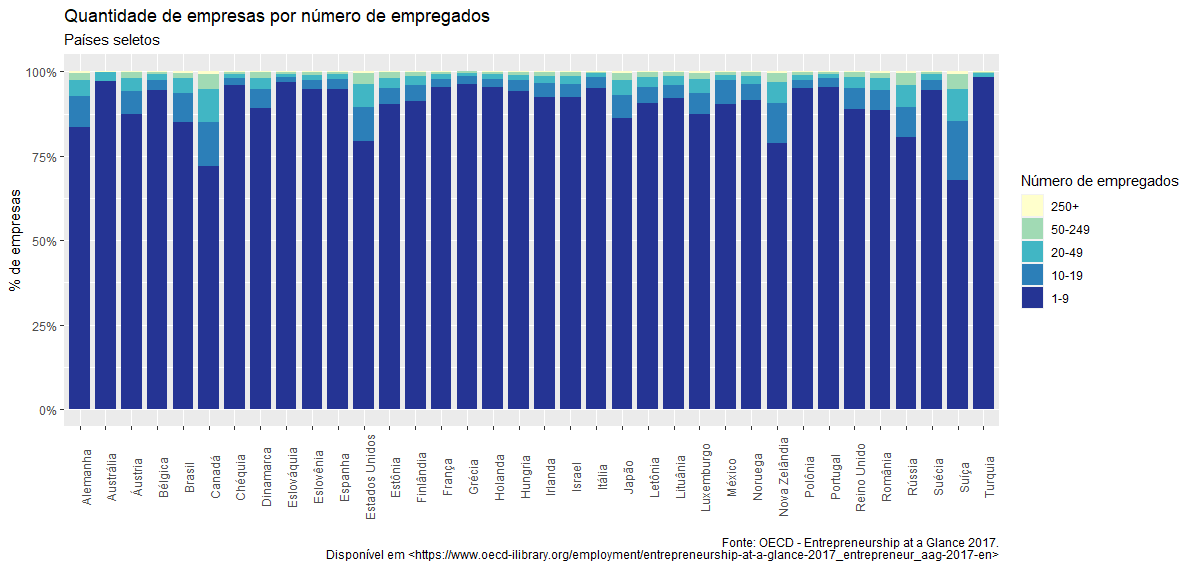 Quantidade de empresas por número de empregados
Países seletos
% de empresas
100%
75%
50%
25%
0%
Alemanha
Austrália
Áustria
Bélgica
Brasil
Canadá
Chéquia
Dinamarca
Eslováquia
Eslovênia
Espanha
Estados Unidos
Estônia
Finlândia
França
Grécia
Holanda
Hungria
Irlanda
Israel
Itália
Japão
Letônia
Lituânia
Luxemburgo
México
Noruega
Nova Zelândia
Polônia
Portugal
Reino Unido
Romênia
Rússia
Suécia
Suíça
Turquia
Número de empregados
250+
50-249
20-49
10-19
1-9
Fonte: OECD - Entrepreneurship at a Glance 2017.
Disponível em <https://www.oecd-ilibrary.org/employment/entrepreneurship-at-a-glance-2017_entrepreneur_aag-2017-en>